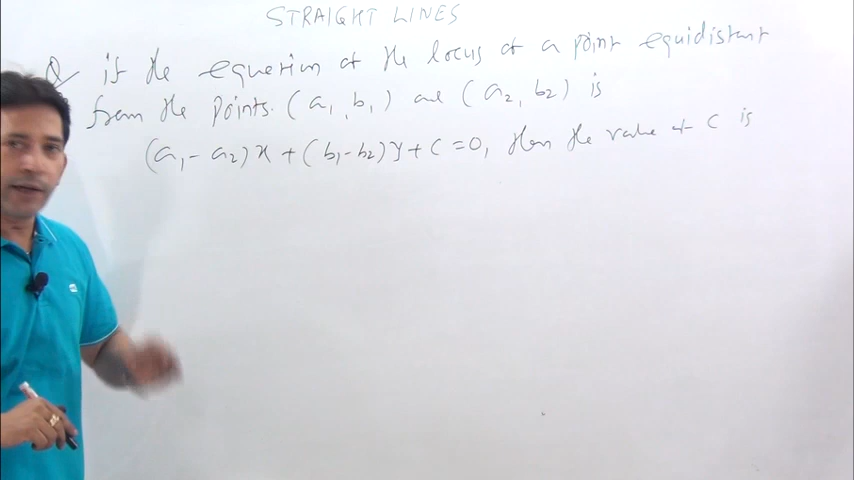 STRAIGHT LINES
Q if the equation of the locus of a point equidistant
from the points (a₁, b₁) and (a₂, b₂) is
(a₁ - a₂)x + (b₁ - b₂)y + c = 0, then the value of c is